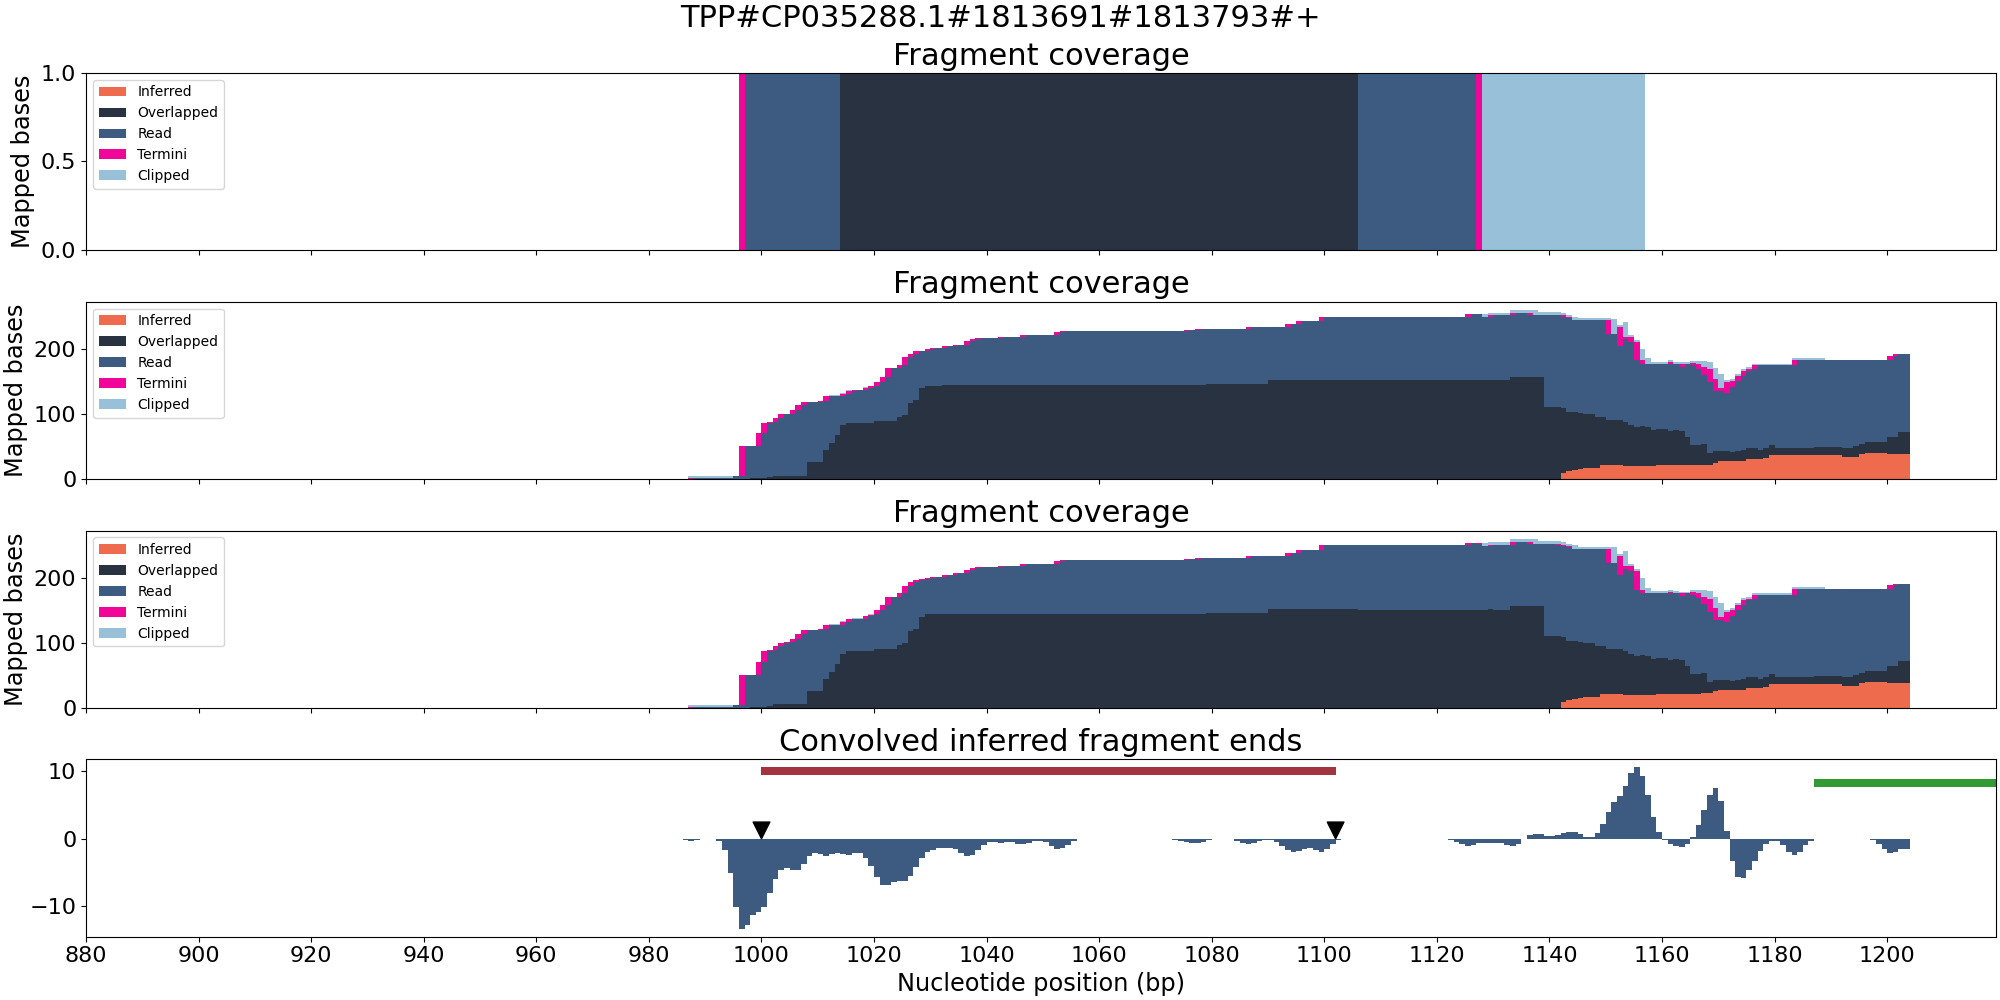 TPP#CP035288.1#1813691#1813793#+
Fragment coverage
Mapped bases
1.0
0.5
0.0
Inferred
Overlapped
Read
Termini
Clipped
Fragment coverage
Mapped bases
200
100
0
Inferred
Overlapped
Read
Termini
Clipped
Fragment coverage
Mapped bases
200
100
0
Inferred
Overlapped
Read
Termini
Clipped
Convolved inferred fragment ends
10
0
−10
880 900 920 940 960 980 1000 1020 1040 1060 1080 1100 1120 1140 1160 1180 1200
Nucleotide position (bp)